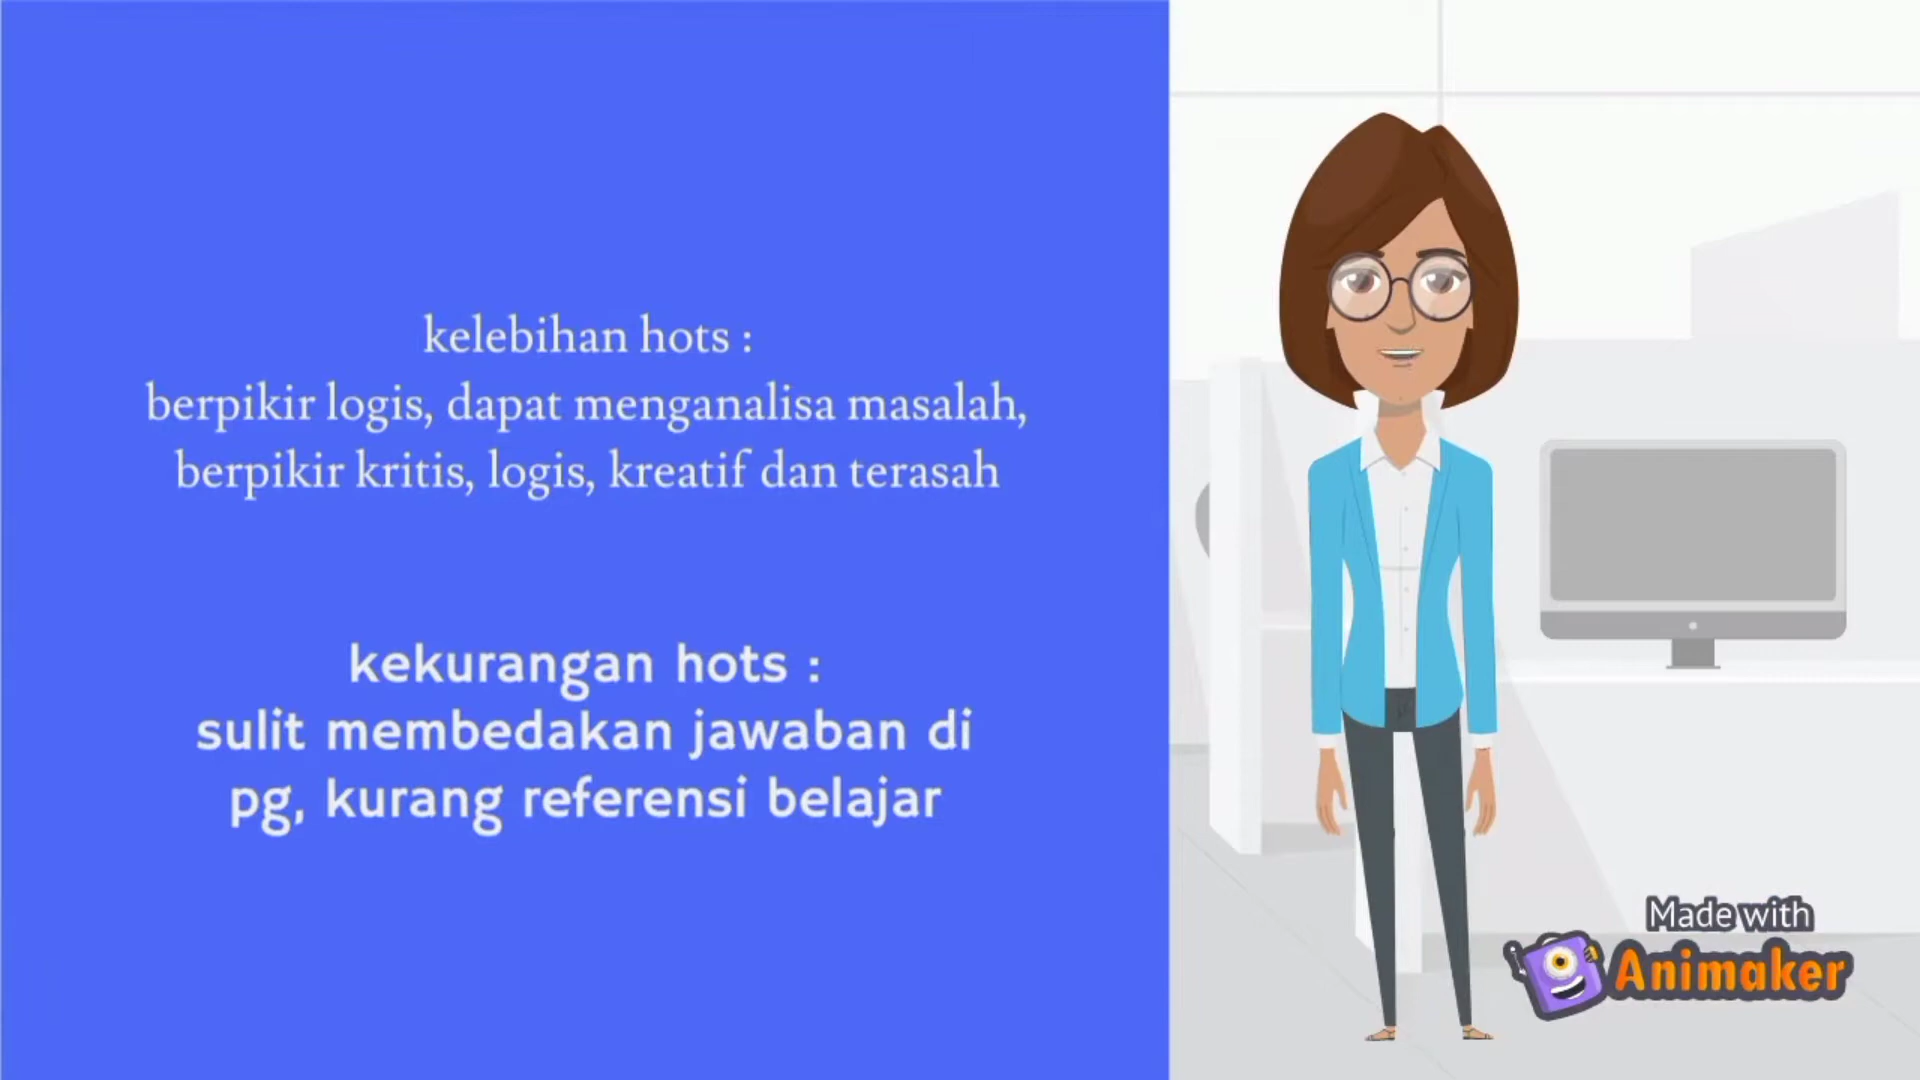 kelebihan hots :
berpikir logis, dapat menganalisa masalah,
berpikir kritis, logis, kreatif dan terasah
kekurangan hots :
sulit membedakan jawaban di
pg, kurang referensi belajar
Made with
Animaker